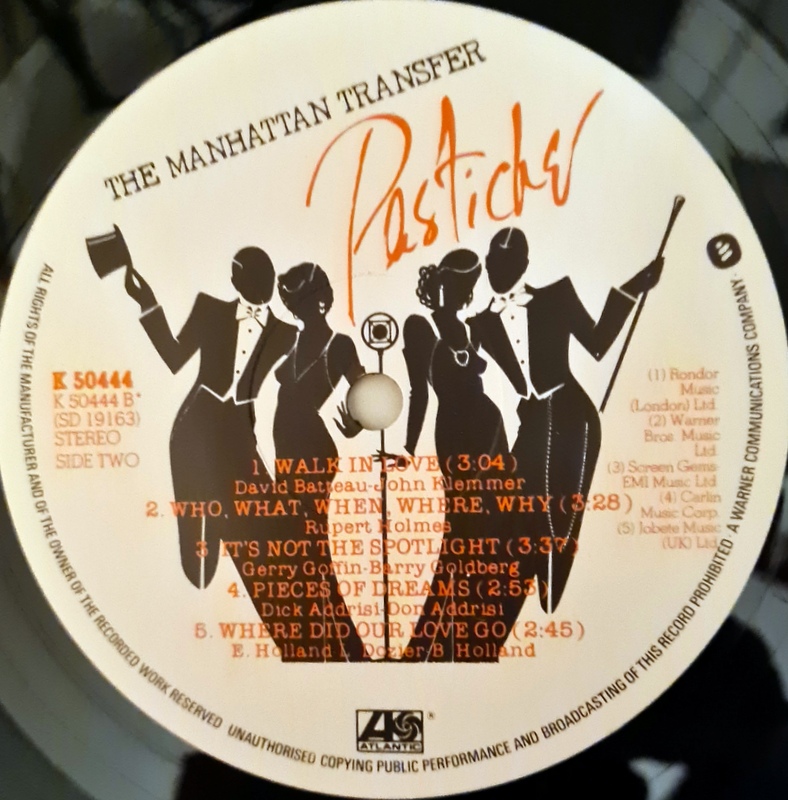 THE MANHATTAN TRANSFER
Pastiche
K 50444
K 50444 B*
(SD 19163)
STEREO
SIDE TWO
(1) Rondor
Music
(London) Ltd.
(2) Warner
Bros. Music
Ltd.
(3) Screen Gems-
EMI Music Ltd
(4) Carlin
Music Corp.
(5) Jobete Music
(UK) Ltd.
1. WALK IN LOVE (3:04)
David Batteau-John Klemmer
2. WHO, WHAT, WHEN, WHERE, WHY (3:28)
Rupert Holmes
3. IT'S NOT THE SPOTLIGHT (3:37)
Gerry Goffin-Barry Goldberg
4. PIECES OF DREAMS (2:53)
Dick Addrisi-Don Addrisi
5. WHERE DID OUR LOVE GO (2:45)
E. Holland L. Dozier-B. Holland
ATLANTIC
®
ALL RIGHTS OF THE MANUFACTURER AND OF THE OWNER OF THE RECORDED WORK RESERVED UNAUTHORISED COPYING PUBLIC PERFORMANCE AND BROADCASTING OF THIS RECORD PROHIBITED · A WARNER COMMUNICATIONS COMPANY ·